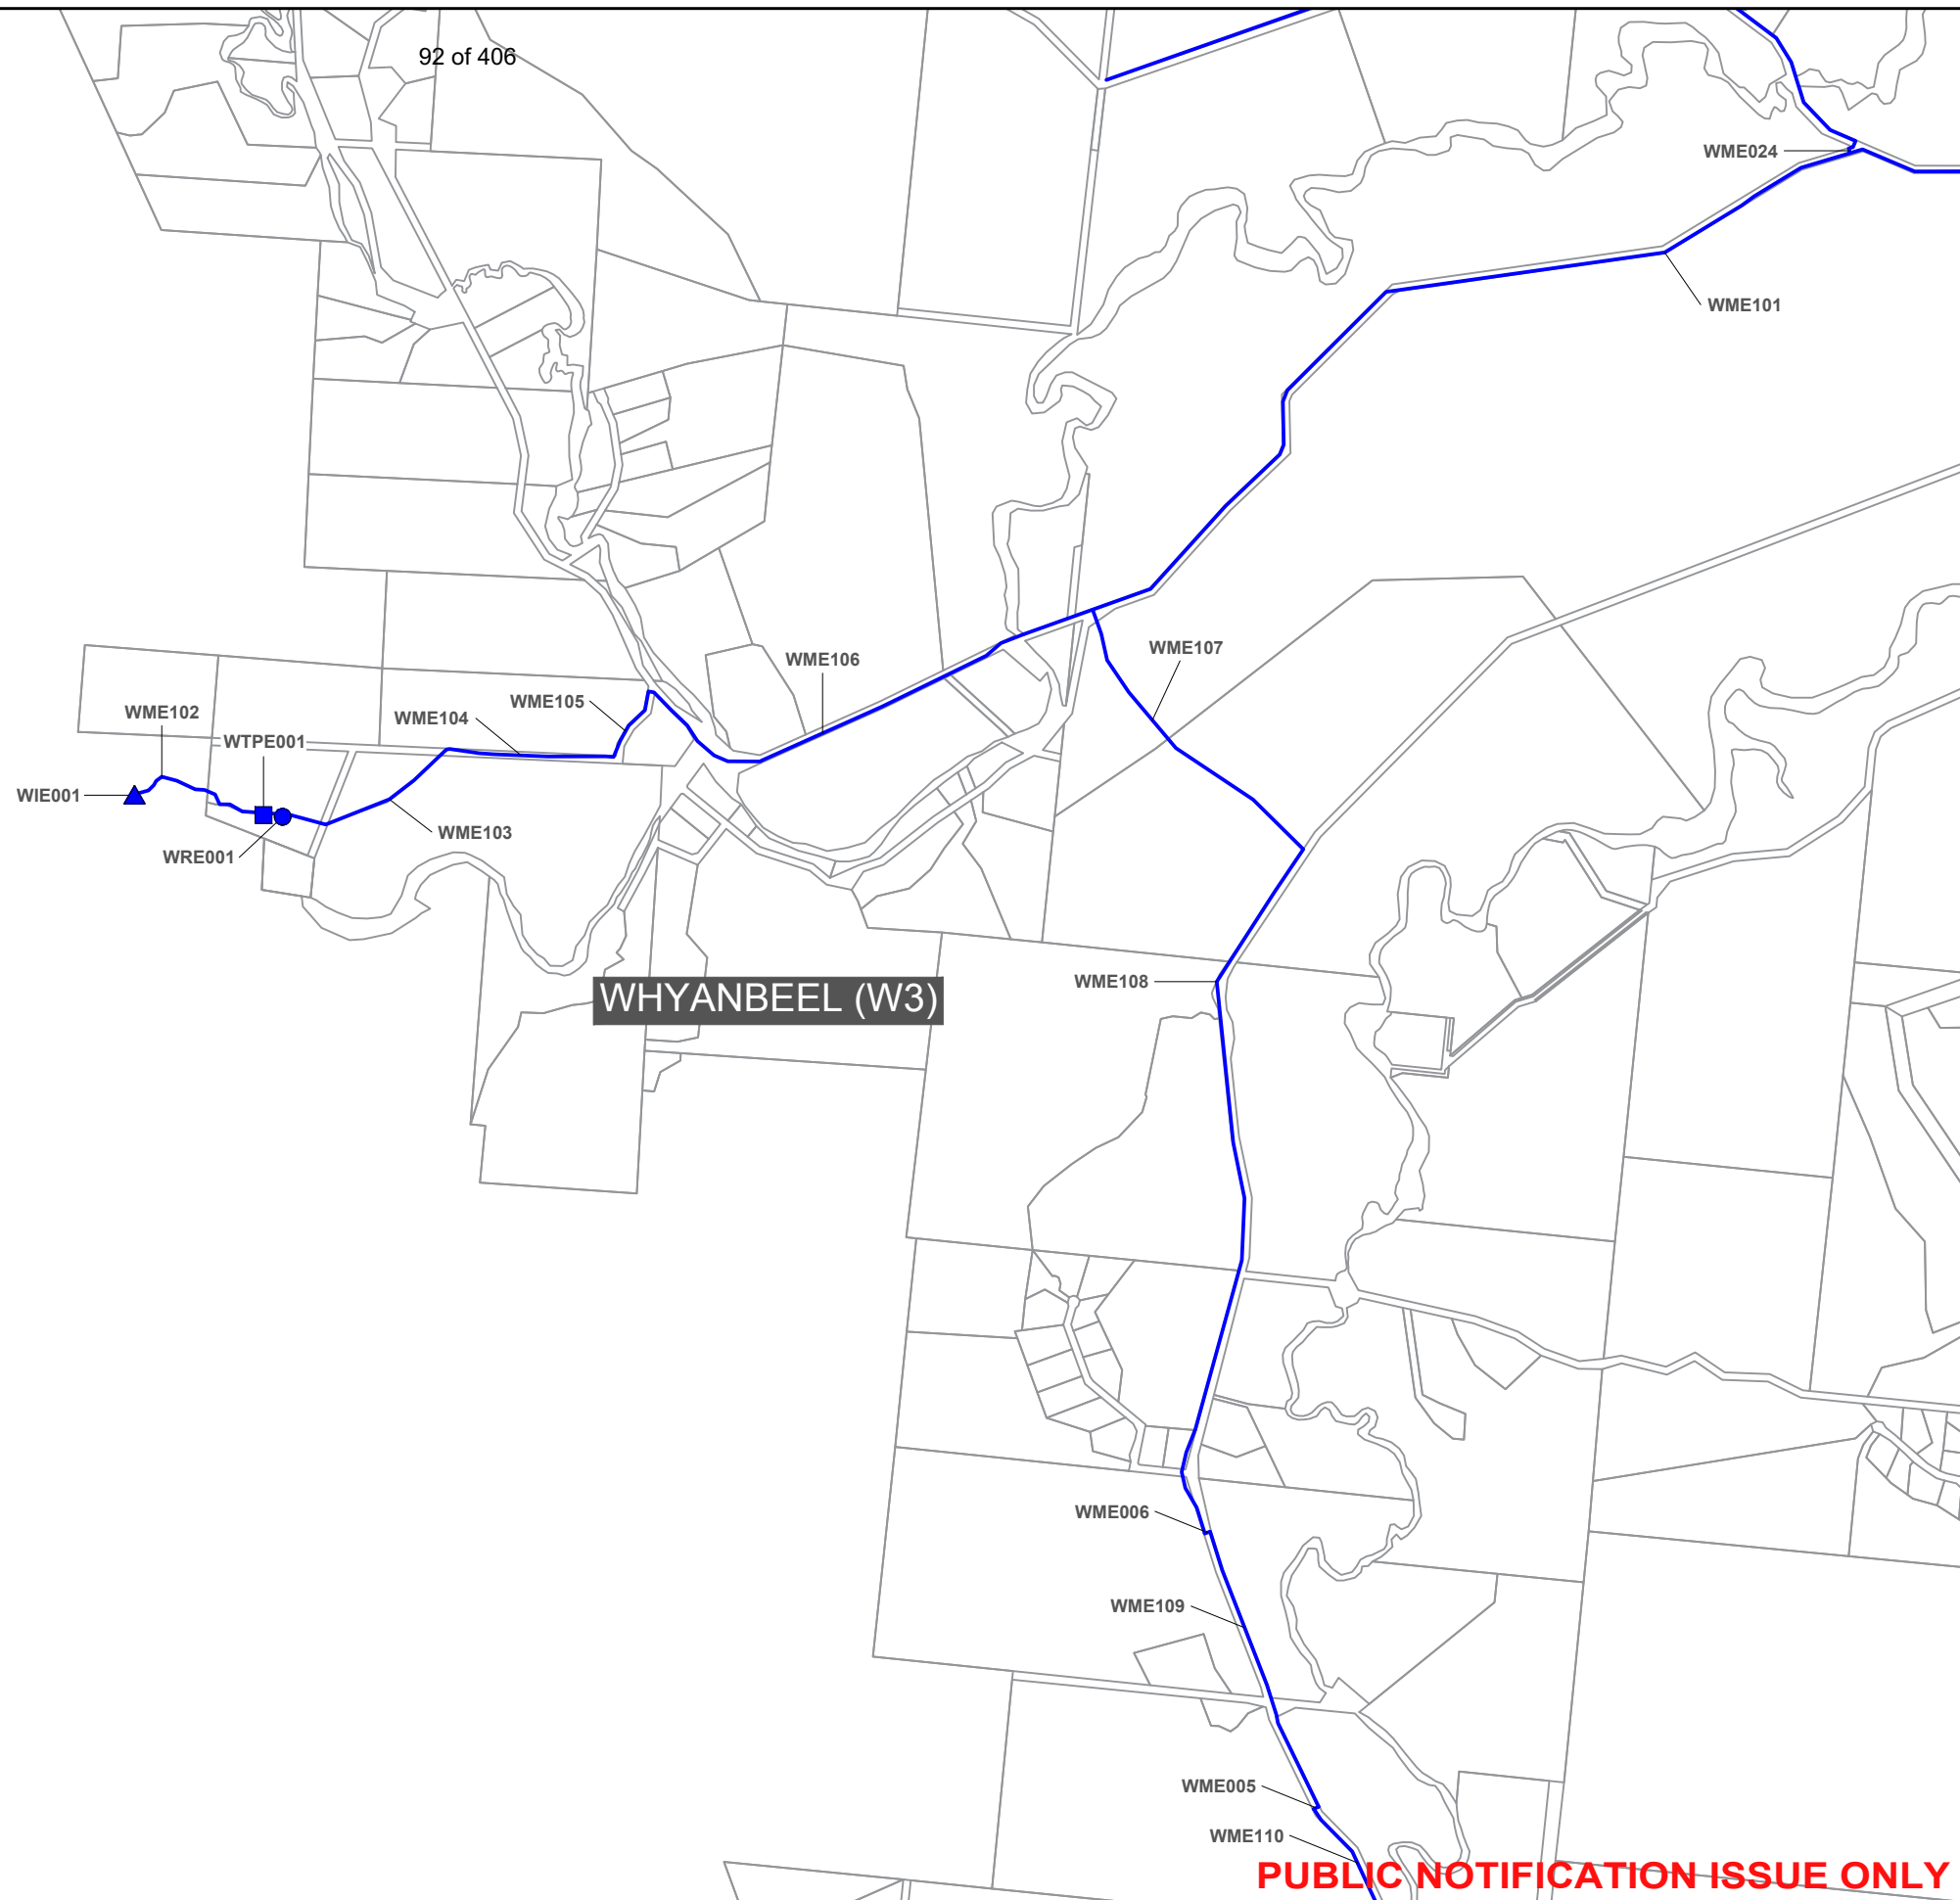 92 of 406
WME024
WME101
WME107
WME106
WME105
WME102
WME104
WTPE001
WIE001
WME103
WRE001
WME108
WHYANBEEL (W3)
WME006
WME109
WME005
WME110
PUBLIC NOTIFICATION ISSUE ONLY